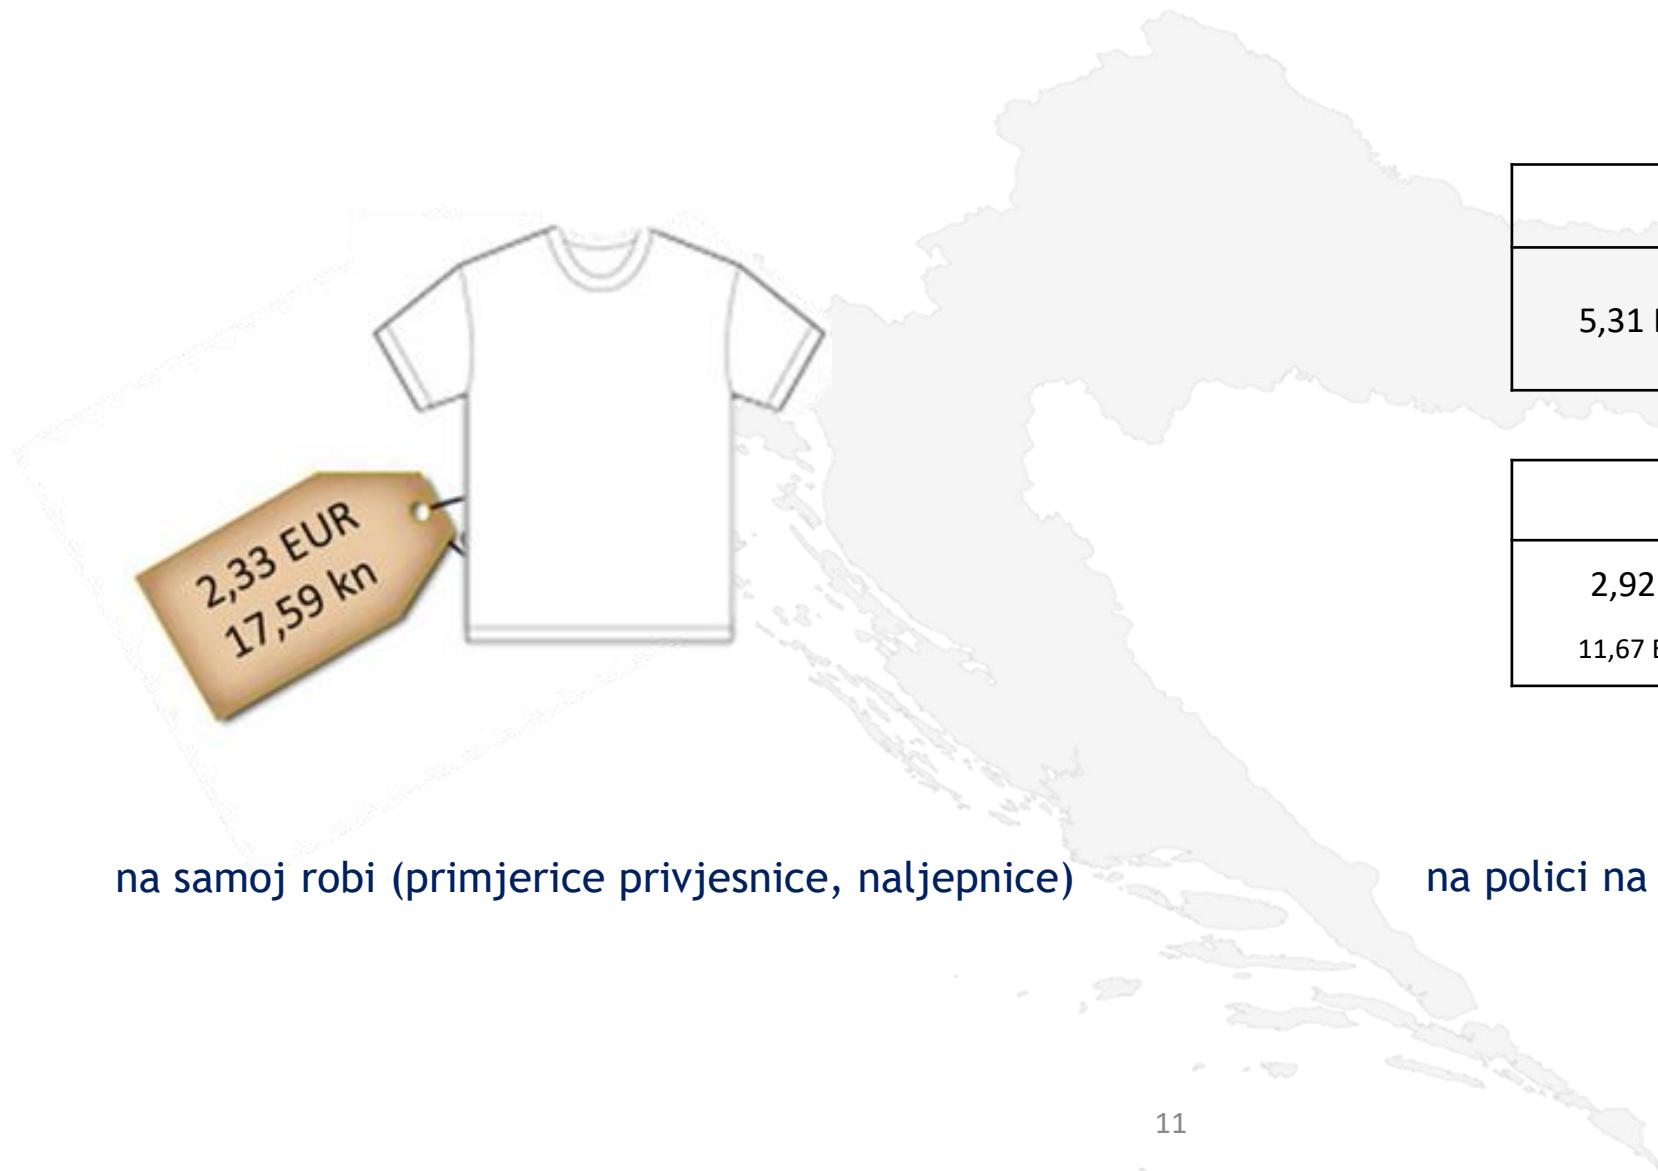 2,33 EUR
17,59 kn
5,31
2,92
11,67
na samoj robi (primjerice privjesnice, naljepnice)
na polici na
11